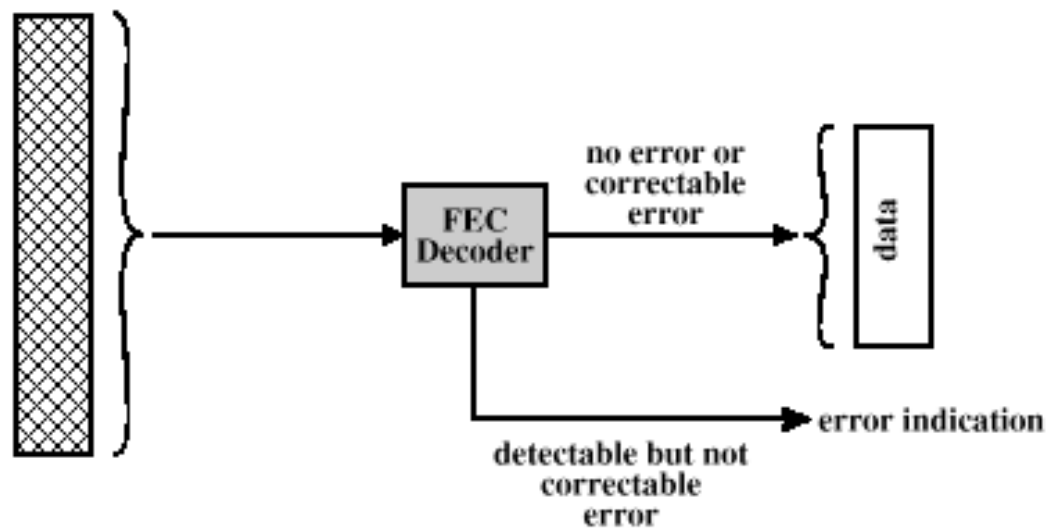 no error or
correctable
error
FEC
Decoder
data
error indication
detectable but not
correctable
error